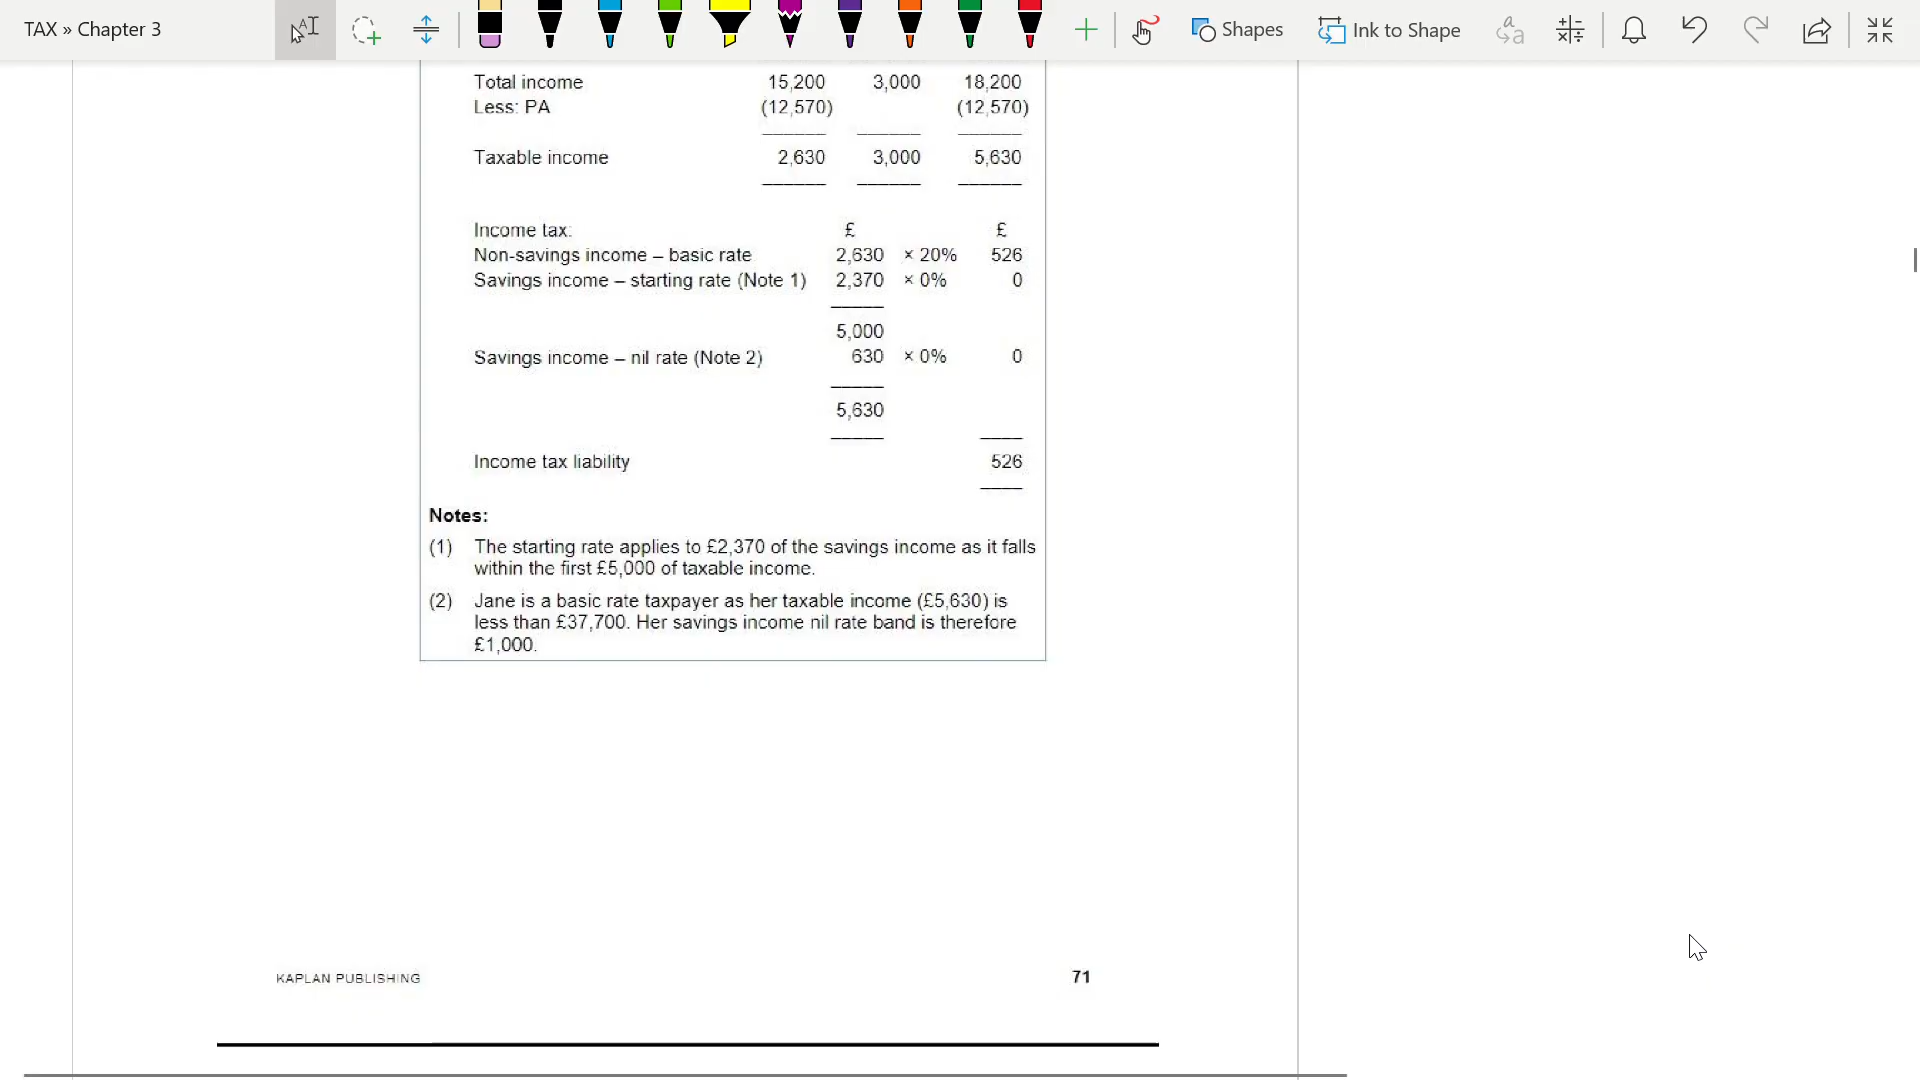 TAX » Chapter 3
Shapes
Ink to Shape
Total income 15,200 3,000 18,200
Less: PA (12,570) (12,570)
Taxable income 2,630 3,000 5,630
Income tax: £ £
Non-savings income – basic rate 2,630 × 20% 526
Savings income – starting rate (Note 1) 2,370 × 0% 0
5,000
Savings income – nil rate (Note 2) 630 × 0% 0
5,630
Income tax liability 526
Notes:
(1) The starting rate applies to £2,370 of the savings income as it falls
within the first £5,000 of taxable income.
(2) Jane is a basic rate taxpayer as her taxable income (£5,630) is
less than £37,700. Her savings income nil rate band is therefore
£1,000.
KAPLAN PUBLISHING 71